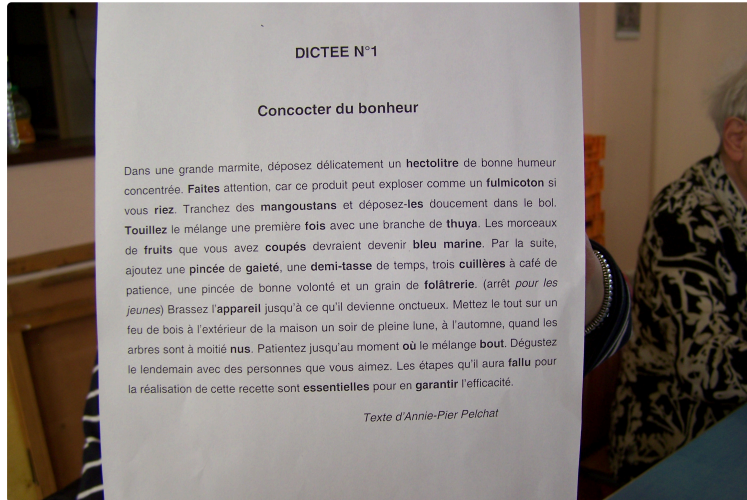 DICTEE N°1
Concocter du bonheur
Dans une grande marmite, déposez délicatement un hectolitre de bonne humeur
concentrée. Faites attention, car ce produit peut exploser comme un fulmicoton si
vous riez. Tranchez des mangoustans et déposez-les doucement dans le bol.
Touillez le mélange une première fois avec une branche de thuya. Les morceaux
de fruits que vous avez coupés devraient devenir bleu marine. Par la suite,
ajoutez une pincée de gaieté, une demi-tasse de temps, trois cuillères à café de
patience, une pincée de bonne volonté et un grain de folâtrerie. (arrêt pour les
jeunes) Brassez l'appareil jusqu'à ce qu'il devienne onctueux. Mettez le tout sur un
feu de bois à l'extérieur de la maison un soir de pleine lune, à l'automne, quand les
arbres sont à moitié nus. Patientez jusqu'au moment où le mélange bout. Dégustez
le lendemain avec des personnes que vous aimez. Les étapes qu'il aura fallu pour
la réalisation de cette recette sont essentielles pour en garantir l'efficacité.
Texte d'Annie-Pier Pelchat